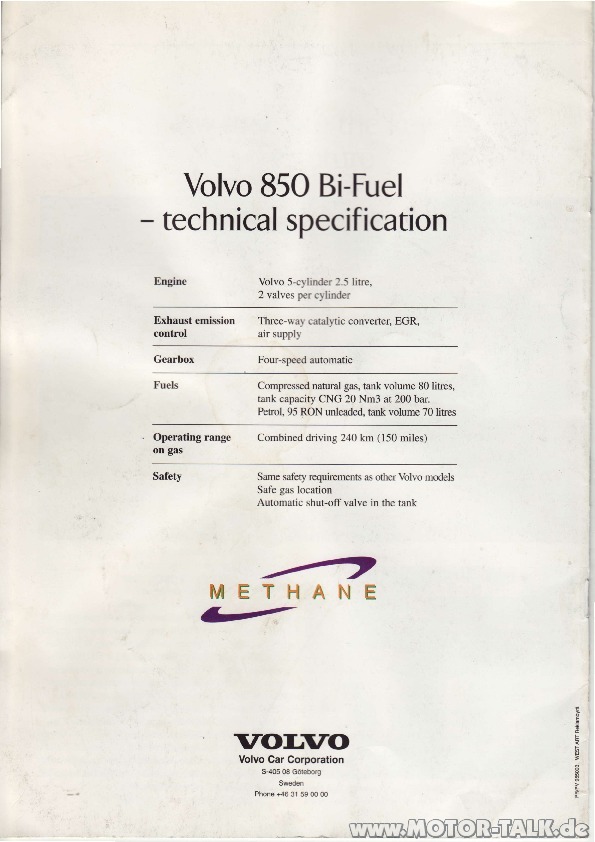 Volvo 850 Bi-Fuel
– technical specification
Engine Volvo 5-cylinder 2.5 litre,
2 valves per cylinder
Exhaust emission Three-way catalytic converter, EGR,
control air supply
Gearbox Four-speed automatic
Fuels Compressed natural gas, tank volume 80 litres,
tank capacity CNG 20 Nm3 at 200 bar.
Petrol, 95 RON unleaded, tank volume 70 litres
Operating range Combined driving 240 km (150 miles)
on gas
Safety Same safety requirements as other Volvo models
Safe gas location
Automatic shut-off valve in the tank
METHANE
VOLVO
Volvo Car Corporation
S-405 08 Göteborg
Sweden
Phone +46 31 59 00 00
WEST ART Reklambyrå
www.MOTOR-TALK.de